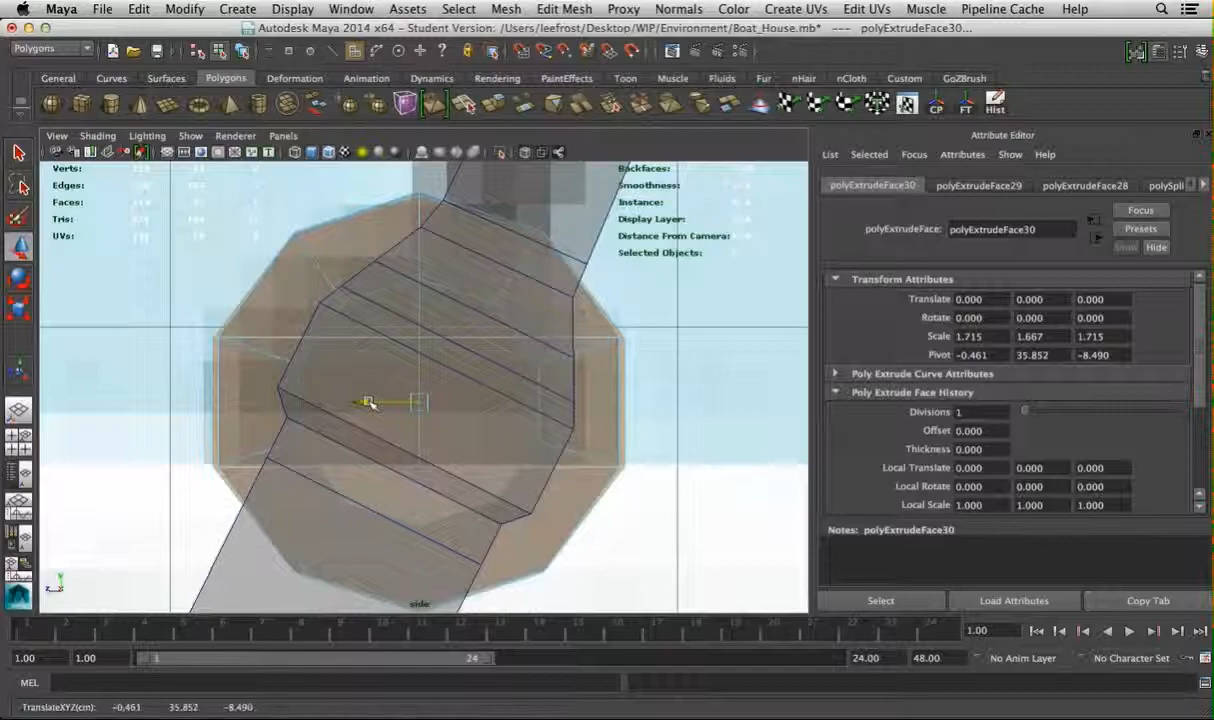 Maya File Edit Modify Create Display Window Assets Select Mesh Edit Mesh Proxy Normals Color Create UVs Edit UVs Muscle Pipeline Cache Help
Autodesk Maya 2014 x64 - Student Version: /Users/leefrost/Desktop/WIP/Environment/Boat_House.mb* --- polyExtrudeFace30...
Polygons
General Curves Surfaces Polygons Deformation Animation Dynamics Rendering PaintEffects Toon Muscle Fluids Fur nHair nCloth Custom GoZBrush
CP FT Hist
View Shading Lighting Show Renderer Panels
Attribute Editor
List Selected Focus Attributes Show Help
Verts:
Edges:
Faces:
Tris:
UVs:
Backfaces:
Smoothness:
Instance:
Display Layer:
Distance From Camera:
Selected Objects:
polyExtrudeFace30 polyExtrudeFace29 polyExtrudeFace28 polySpli
Focus
polyExtrudeFace: polyExtrudeFace30
Presets
Show Hide
Transform Attributes
Translate 0.000 0.000 0.000
Rotate 0.000 0.000 0.000
Scale 1.715 1.667 1.715
Pivot -0.461 35.852 -8.490
Poly Extrude Curve Attributes
Poly Extrude Face History
Divisions 1
Offset 0.000
Thickness 0.000
Local Translate 0.000 0.000 0.000
Local Rotate 0.000 0.000 0.000
Local Scale 1.000 1.000 1.000
Notes: polyExtrudeFace30
side
Select Load Attributes Copy Tab
1.00
1.00 1.00 1 24 24.00 48.00 No Anim Layer No Character Set
MEL
TranslateXYZ(cm): -0.461 35.852 -8.490